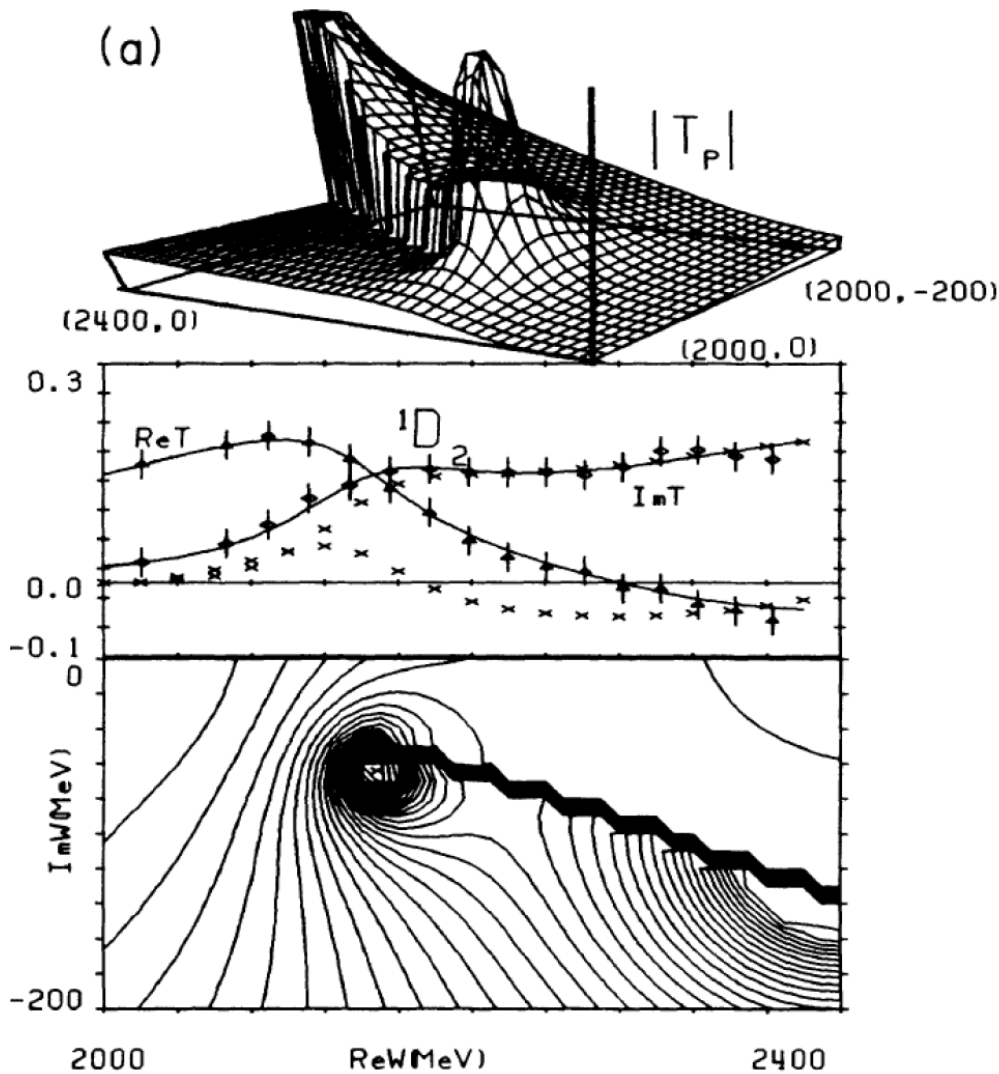 (a)
|T_P|
(2400,0)
(2000,-200)
(2000,0)
0.3
ReT
¹D₂
ImT
0.0
-0.1
0
ImW(MeV)
-200
2000
ReW(MeV)
2400